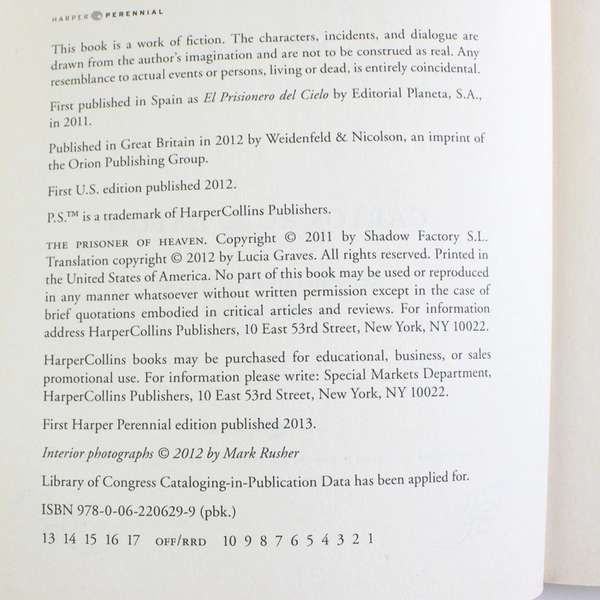 HARPER PERENNIAL
This book is a work of fiction. The characters, incidents, and dialogue are
drawn from the author's imagination and are not to be construed as real. Any
resemblance to actual events or persons, living or dead, is entirely coincidental.
First published in Spain as El Prisionero del Cielo by Editorial Planeta, S.A.,
in 2011.
Published in Great Britain in 2012 by Weidenfeld & Nicolson, an imprint of
the Orion Publishing Group.
First U.S. edition published 2012.
P.S.™ is a trademark of HarperCollins Publishers.
THE PRISONER OF HEAVEN. Copyright © 2011 by Shadow Factory S.L.
Translation copyright © 2012 by Lucia Graves. All rights reserved. Printed in
the United States of America. No part of this book may be used or reproduced
in any manner whatsoever without written permission except in the case of
brief quotations embodied in critical articles and reviews. For information
address HarperCollins Publishers, 10 East 53rd Street, New York, NY 10022.
HarperCollins books may be purchased for educational, business, or sales
promotional use. For information please write: Special Markets Department,
HarperCollins Publishers, 10 East 53rd Street, New York, NY 10022.
First Harper Perennial edition published 2013.
Interior photographs © 2012 by Mark Rusher
Library of Congress Cataloging-in-Publication Data has been applied for.
ISBN 978-0-06-220629-9 (pbk.)
13 14 15 16 17 OFF/RRD 10 9 8 7 6 5 4 3 2 1